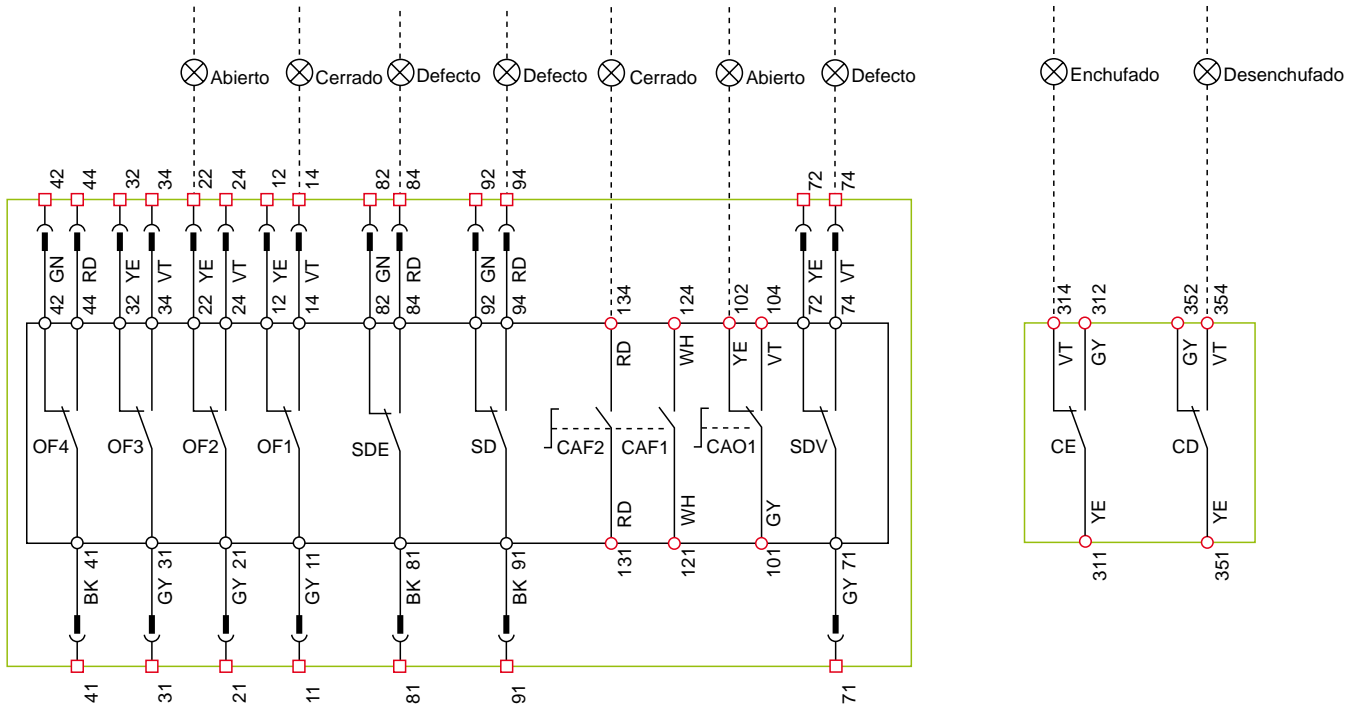 Abierto Cerrado Defecto Defecto Cerrado Abierto Defecto Enchufado Desenchufado
42 44 32 34 22 24 12 14 82 84 92 94 72 74
GN RD YE VT YE VT YE VT GN RD GN RD YE VT
42 44 32 34 22 24 12 14 82 84 92 94 134 124 102 104 72 74 314 312 352 354
RD WH YE VT VT GY GY VT
OF4 OF3 OF2 OF1 SDE SD CAF2 CAF1 CAO1 SDV CE CD
RD WH GY YE YE
BK 41 GY 31 GY 21 GY 11 BK 81 BK 91 131 121 101 GY 71 311 351
41 31 21 11 81 91 71